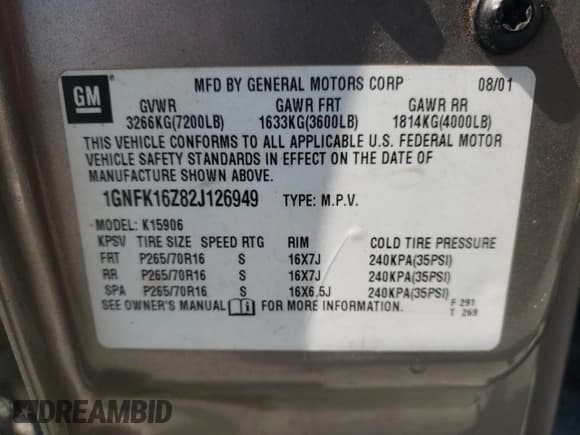 GM
MFD BY GENERAL MOTORS CORP 08/01
GVWR GAWR FRT GAWR RR
3266KG(7200LB) 1633KG(3600LB) 1814KG(4000LB)
THIS VEHICLE CONFORMS TO ALL APPLICABLE U.S. FEDERAL MOTOR
VEHICLE SAFETY STANDARDS IN EFFECT ON THE DATE OF
MANUFACTURE SHOWN ABOVE.
1GNFK16Z82J126949 TYPE: M.P.V.
MODEL: K15906
KPSV TIRE SIZE SPEED RTG RIM COLD TIRE PRESSURE
FRT P265/70R16 S 16X7J 240KPA(35PSI)
RR P265/70R16 S 16X7J 240KPA(35PSI)
SPA P265/70R16 S 16X6.5J 240KPA(35PSI)
SEE OWNER'S MANUAL FOR MORE INFORMATION. F 291
T 269
DREAMBID